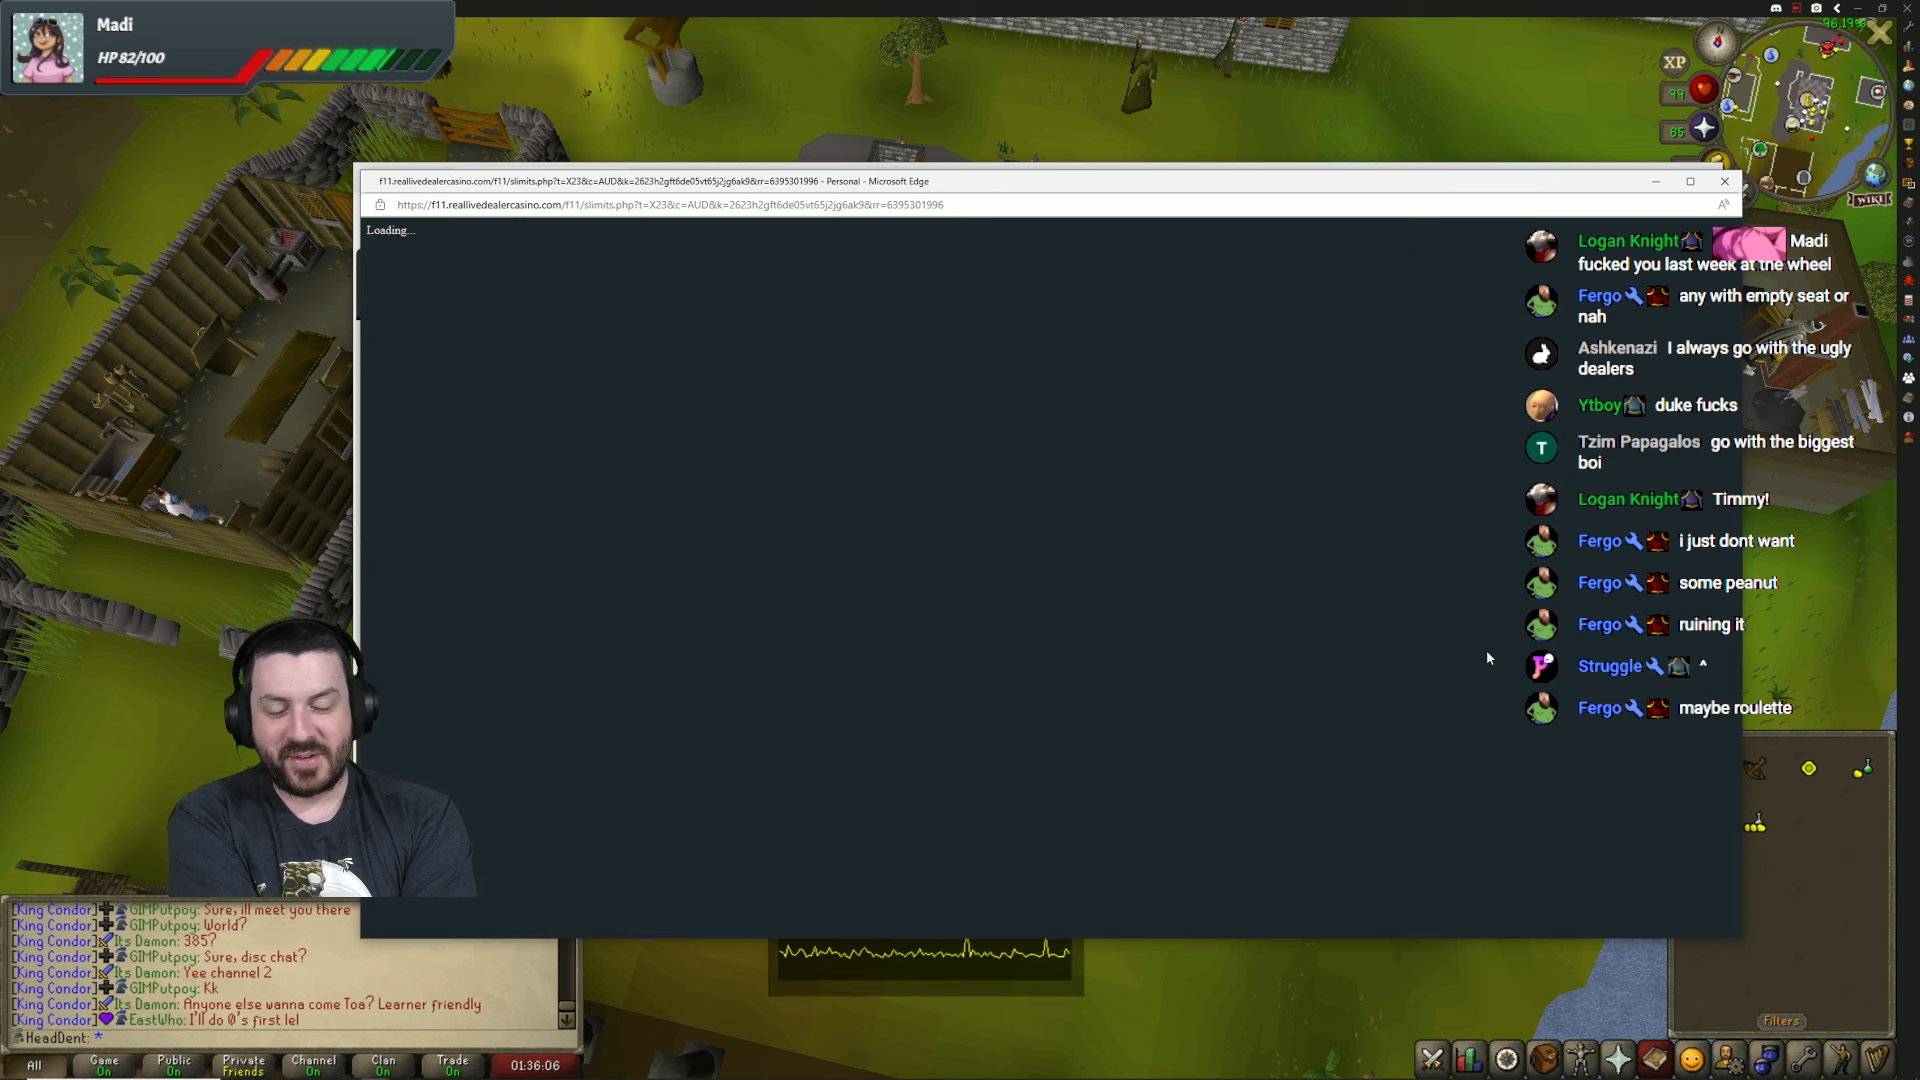 Madi
HP 82/100
96.19%
XP
99
85
WIKI
f11.reallivedealercasino.com/f11/slimits.php?t=X23&c=AUD&k=2623h2gft6de05vt65j2jg6ak9&rr=6395301996 - Personal - Microsoft Edge
https://f11.reallivedealercasino.com/f11/slimits.php?t=X23&c=AUD&k=2623h2gft6de05vt65j2jg6ak9&rr=6395301996
Loading...
Logan Knight Madi
fucked you last week at the wheel
Fergo any with empty seat or
nah
Ashkenazi I always go with the ugly
dealers
Ytboy duke fucks
T Tzim Papagalos go with the biggest
boi
Logan Knight Timmy!
Fergo i just dont want
Fergo some peanut
Fergo ruining it
Struggle ^
Fergo maybe roulette
[King Condor] GIMPutpoy: Sure, ill meet you there
[King Condor] GIMPutpoy: World?
[King Condor] Its Damon: 385?
[King Condor] GIMPutpoy: Sure, disc chat?
[King Condor] Its Damon: Yee channel 2
[King Condor] GIMPutpoy: Kk
[King Condor] Its Damon: Anyone else wanna come Toa? Learner friendly
[King Condor] EastWho: I'll do 0's first lel
HeadDent: *
Filters
All
Game
On
Public
On
Private
Friends
Channel
On
Clan
On
Trade
On
01:36:06